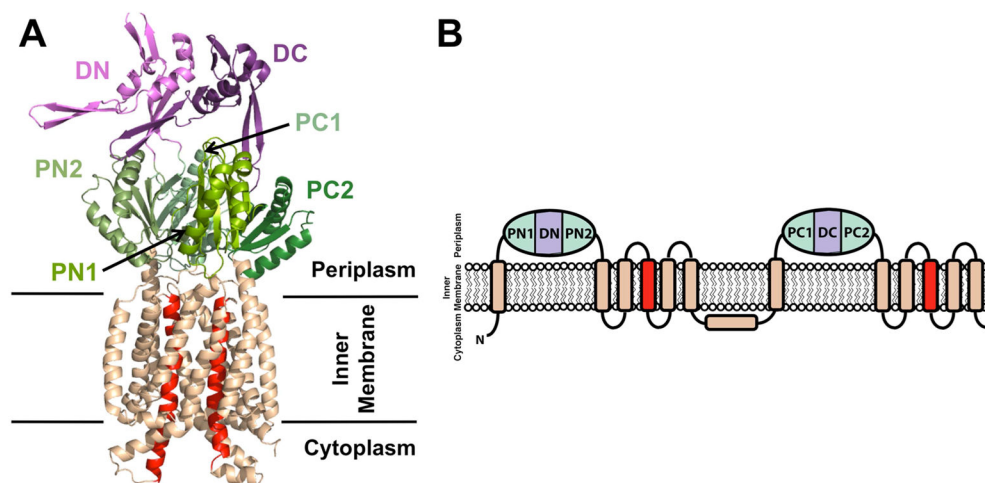 A
DN
DC
PC1
PN2
PC2
PN1
Periplasm
Inner
Membrane
Cytoplasm
B
Periplasm
Inner
Membrane
Cytoplasm
PN1 DN PN2
PC1 DC PC2
N